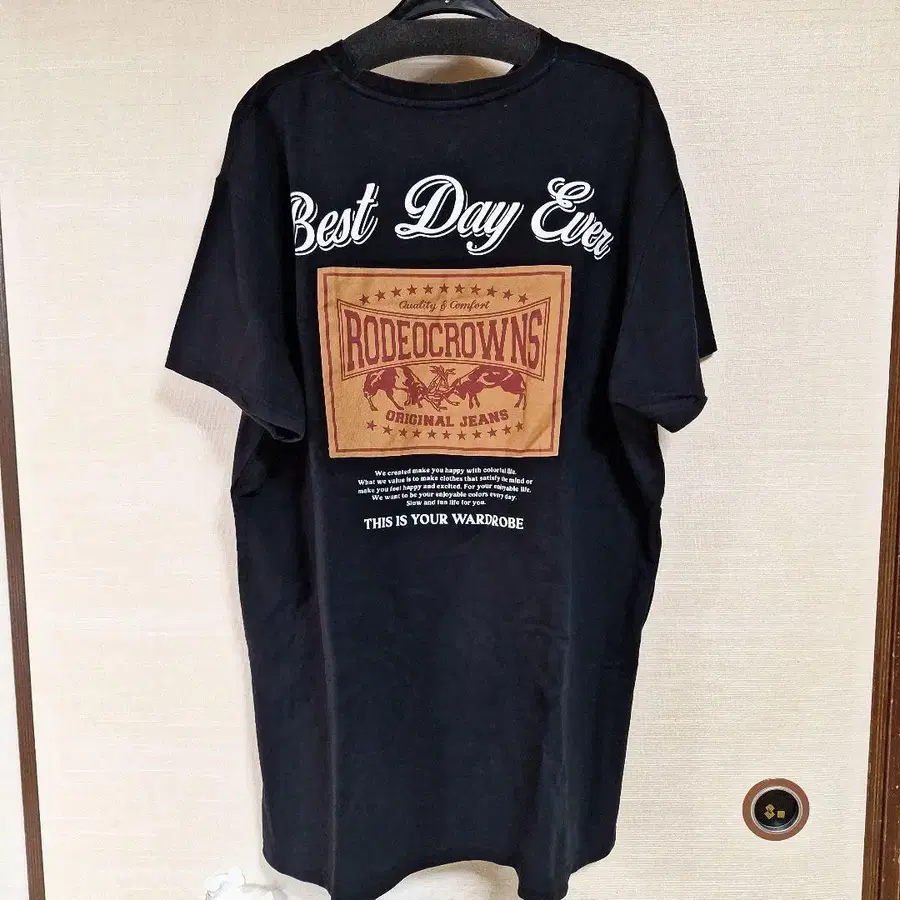 Best Day Ever
Quality & Comfort
RODEOCROWNS
ORIGINAL JEANS
We created make you happy with colorful life.
What we value is to make clothes that satisfy the mind or
make you feel happy and excited. For your enjoyable life.
We want to be your enjoyable colors every day.
Slow and fun life for you.
THIS IS YOUR WARDROBE